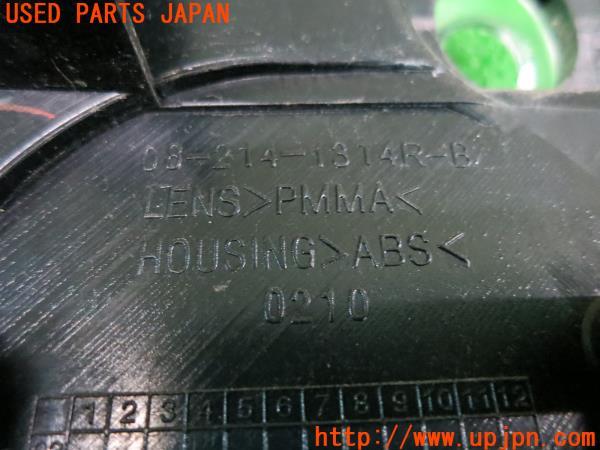 USED PARTS JAPAN
08-214-1314R-B
LENS>PMMA<
HOUSING>ABS<
0210
1 2 3 4 5 6 7 8 9 10 11 12
http://www.upjpn.com/